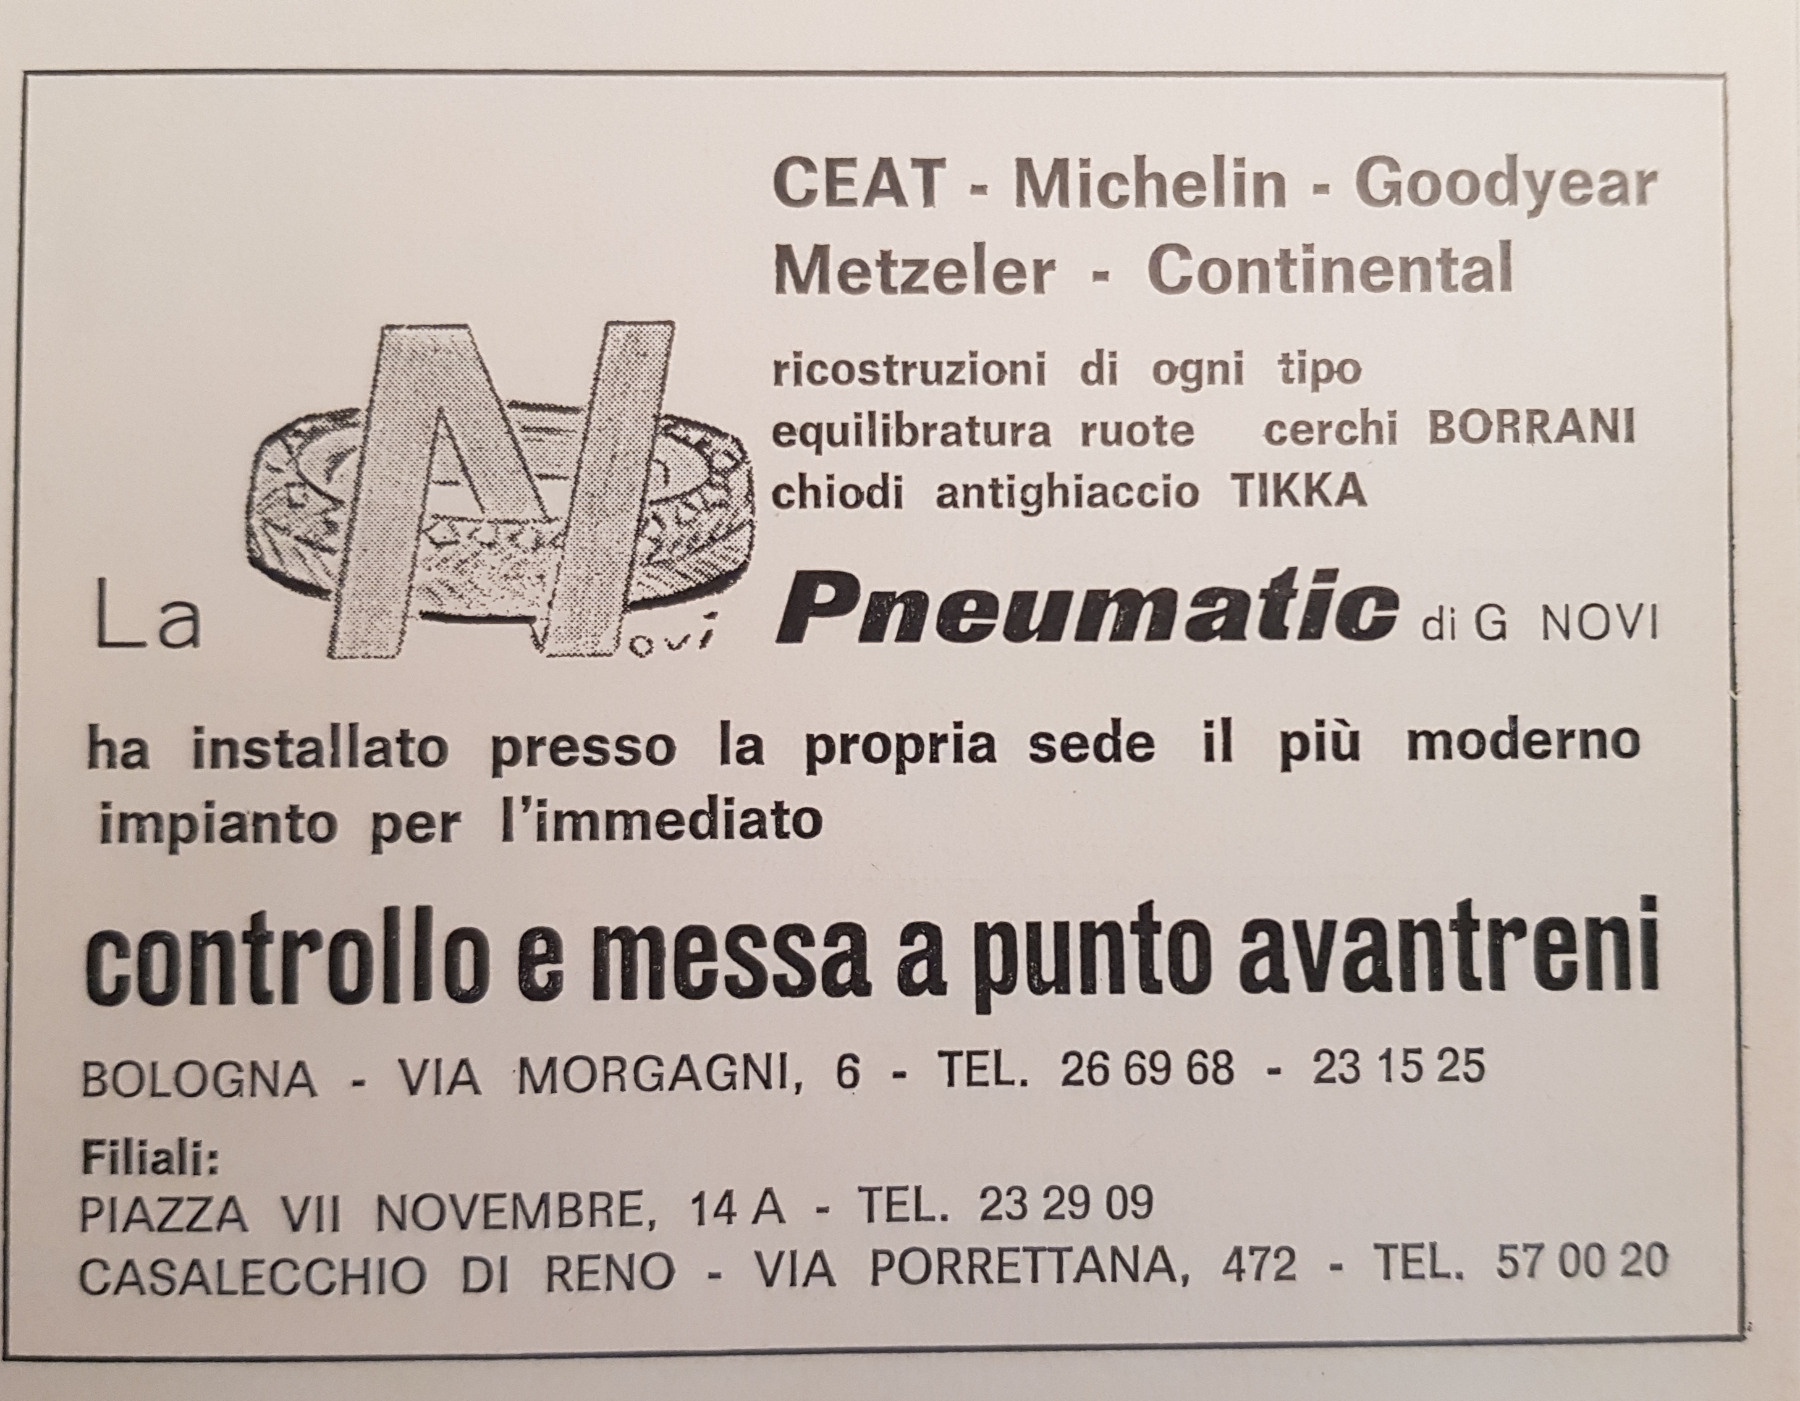 CEAT - Michelin - Goodyear
Metzeler - Continental
ricostruzioni di ogni tipo
equilibratura ruote cerchi BORRANI
chiodi antighiaccio TIKKA
La Novi Pneumatic di G NOVI
ha installato presso la propria sede il più moderno
impianto per l'immediato
controllo e messa a punto avantreni
BOLOGNA - VIA MORGAGNI, 6 - TEL. 26 69 68 - 23 15 25
Filiali:
PIAZZA VII NOVEMBRE, 14 A - TEL. 23 29 09
CASALECCHIO DI RENO - VIA PORRETTANA, 472 - TEL. 57 00 20